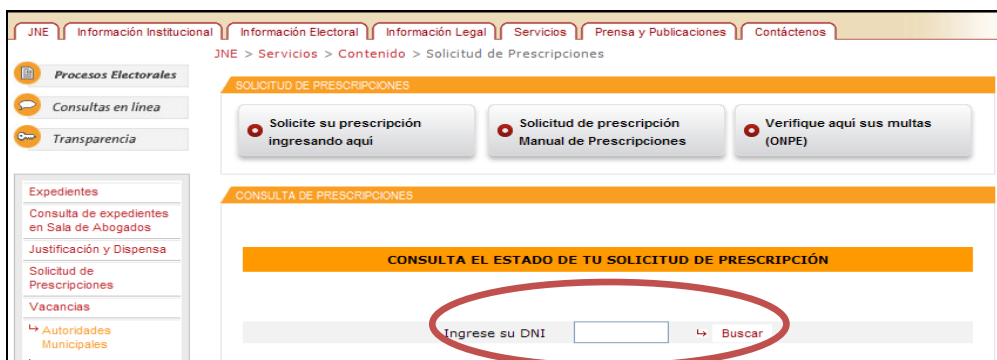 JNE
Información Institucional
Información Electoral
Información Legal
Servicios
Prensa y Publicaciones
Contáctenos
JNE > Servicios > Contenido > Solicitud de Prescripciones
Procesos Electorales
Consultas en línea
Transparencia
SOLICITUD DE PRESCRIPCIONES
Solicite su prescripción
ingresando aquí
Solicitud de prescripción
Manual de Prescripciones
Verifique aquí sus multas
(ONPE)
Expedientes
Consulta de expedientes
en Sala de Abogados
Justificación y Dispensa
Solicitud de
Prescripciones
Vacancias
Autoridades
Municipales
CONSULTA DE PRESCRIPCIONES
CONSULTA EL ESTADO DE TU SOLICITUD DE PRESCRIPCIÓN
Ingrese su DNI
Buscar